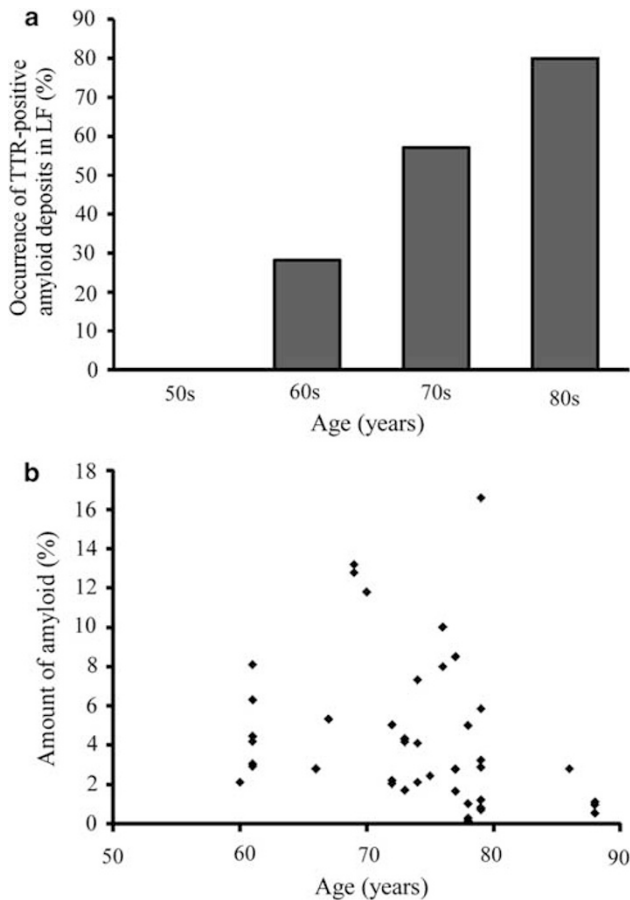 a
Occurrence of TTR-positive
amyloid deposits in LF (%)
90
80
70
60
50
40
30
20
10
0
50s 60s 70s 80s
Age (years)
b
Amount of amyloid (%)
18
16
14
12
10
8
6
4
2
0
50 60 70 80 90
Age (years)